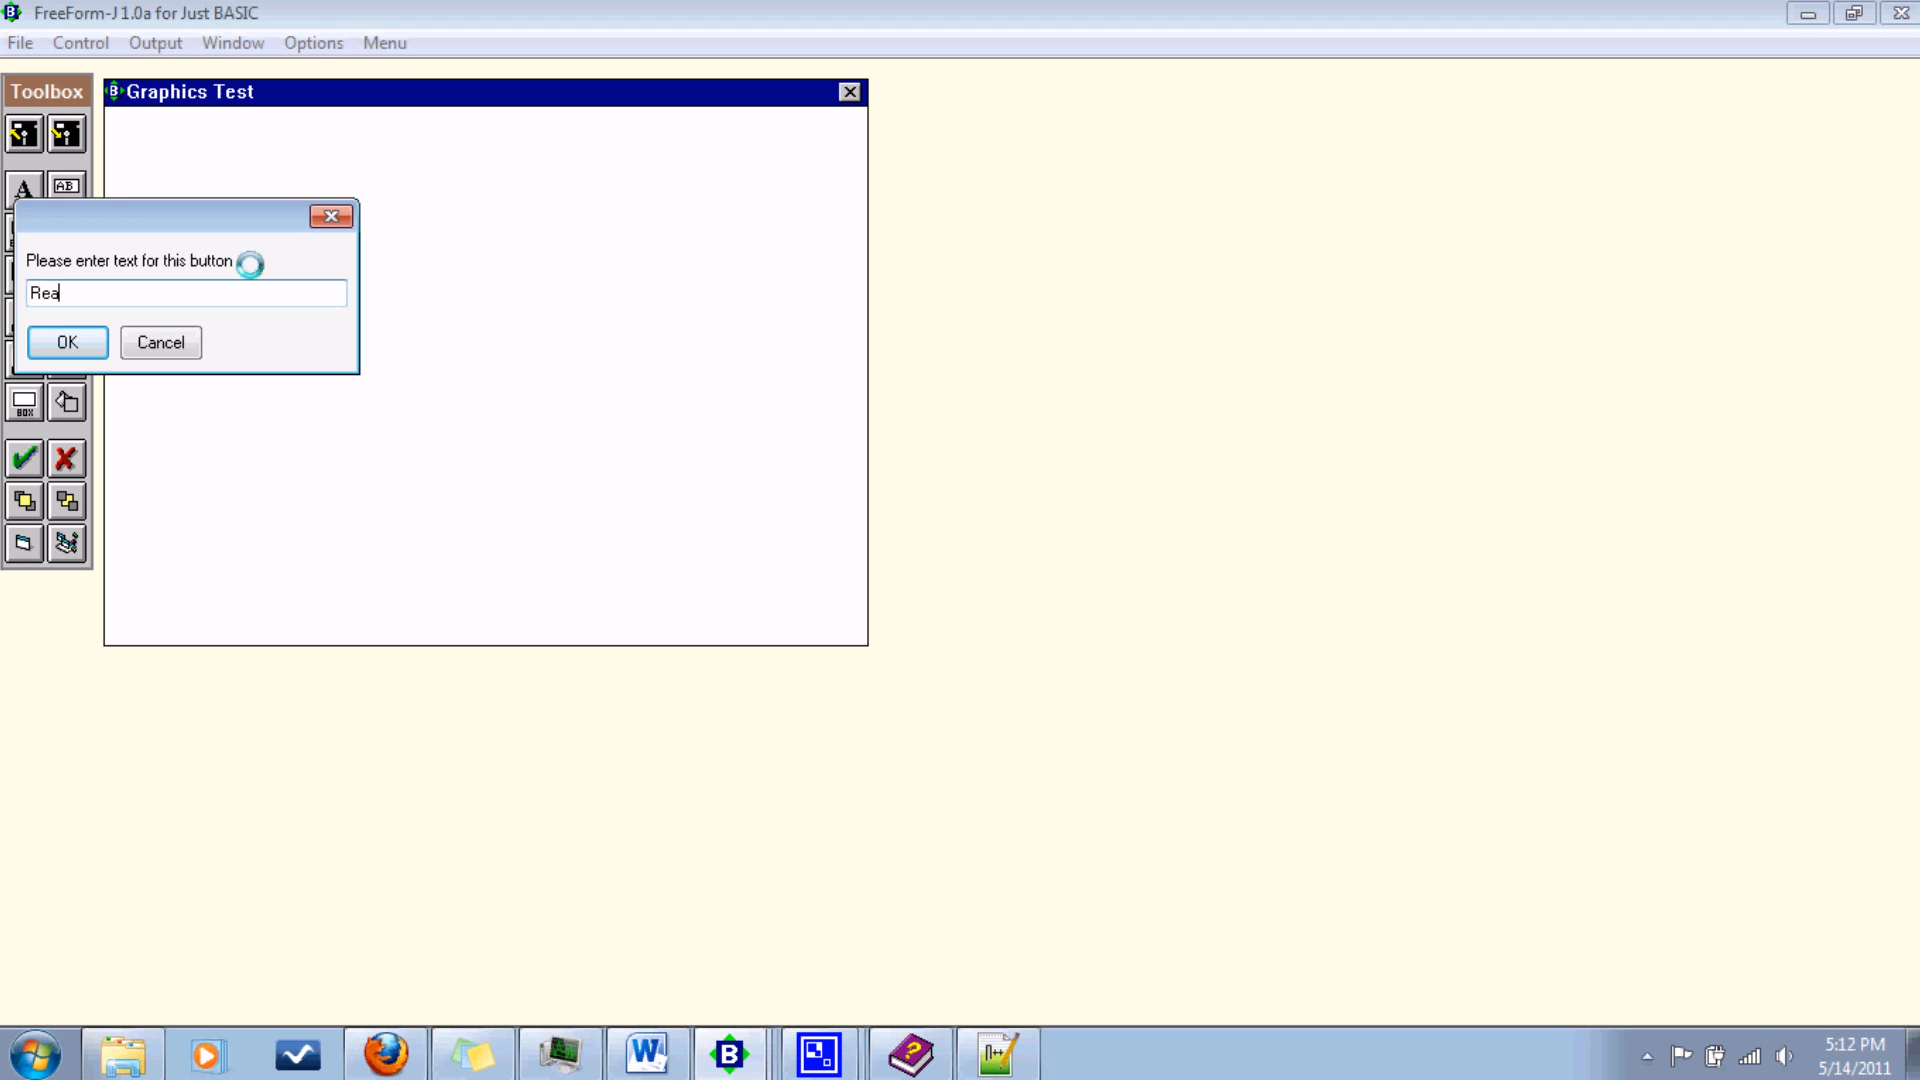 FreeForm-J 1.0a for Just BASIC
File Control Output Window Options Menu
Toolbox
Graphics Test
A AB
Please enter text for this button
Rea
OK Cancel
BOX
5:12 PM
5/14/2011